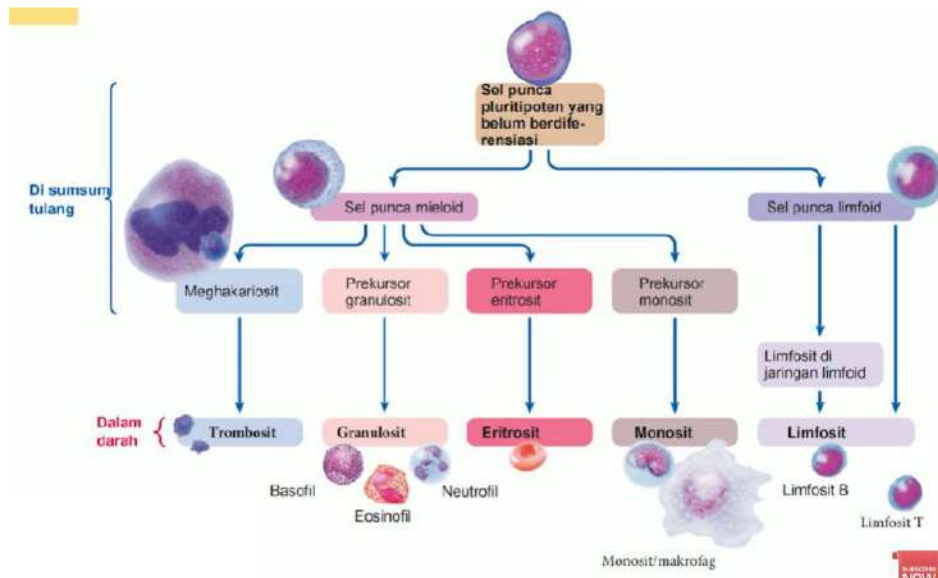 Sel punca
pluritipoten yang
belum berdife-
rensiasi
Di sumsum
tulang
Sel punca mieloid
Sel punca limfoid
Meghakariosit
Prekursor
granulosit
Prekursor
eritrosit
Prekursor
monosit
Limfosit di
jaringan limfoid
Dalam
darah
Trombosit
Granulosit
Eritrosit
Monosit
Limfosit
Basofil
Eosinofil
Neutrofil
Limfosit B
Limfosit T
Monosit/makrofag